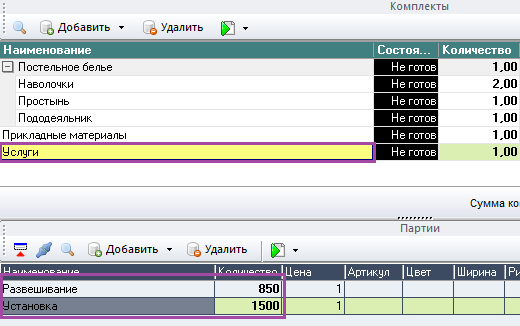 Комплекты
Добавить Удалить
Наименование Состоя... Количество
Постельное белье Не готов 1,00
Наволочки Не готов 2,00
Простынь Не готов 1,00
Пододеяльник Не готов 1,00
Прикладные материалы Не готов 1,00
Услуги Не готов 1,00
Сумма ко
Партии
Добавить Удалить
Наименование Количество Цена Артикул Цвет Ширина Ри
Развешивание 850 1
Установка 1500 1